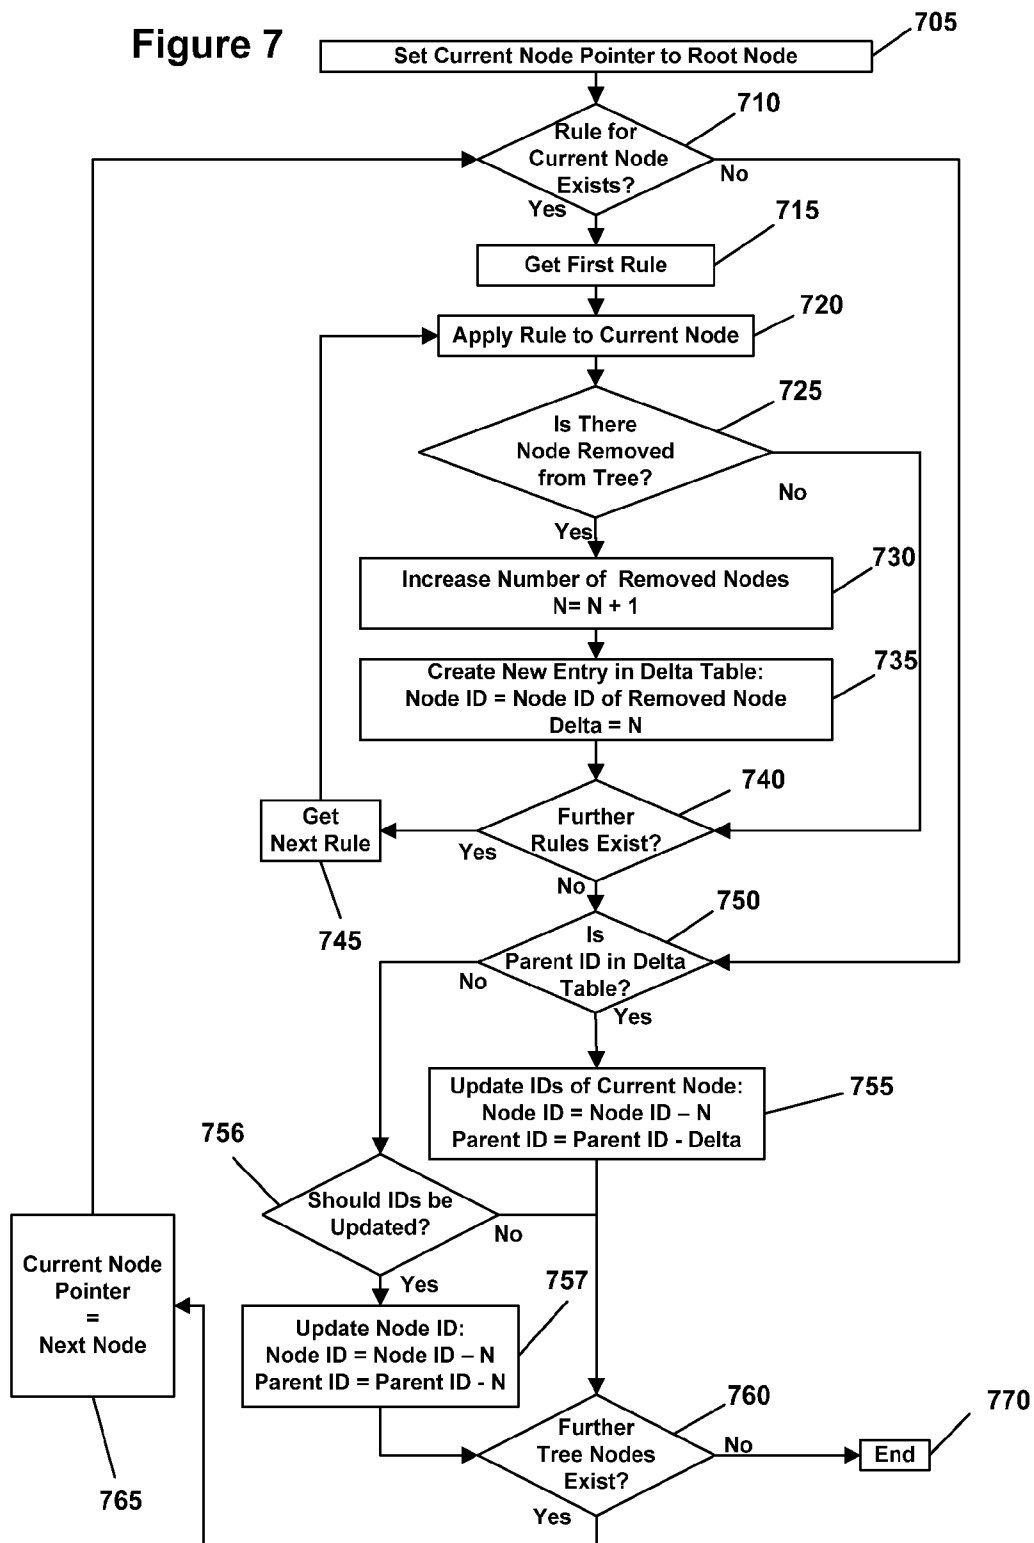 Figure 7
705
Set Current Node Pointer to Root Node
710
Rule for
Current Node
Exists?
No
Yes
715
Get First Rule
720
Apply Rule to Current Node
725
Is There
Node Removed
from Tree?
No
Yes
730
Increase Number of Removed Nodes
N= N + 1
735
Create New Entry in Delta Table:
Node ID = Node ID of Removed Node
Delta = N
740
Further
Rules Exist?
Yes
No
Get
Next Rule
745
750
Is
Parent ID in Delta
Table?
No
Yes
755
Update IDs of Current Node:
Node ID = Node ID – N
Parent ID = Parent ID - Delta
756
Should IDs be
Updated?
No
Yes
757
Update Node ID:
Node ID = Node ID – N
Parent ID = Parent ID - N
Current Node
Pointer
=
Next Node
765
760
Further
Tree Nodes
Exist?
No
Yes
770
End